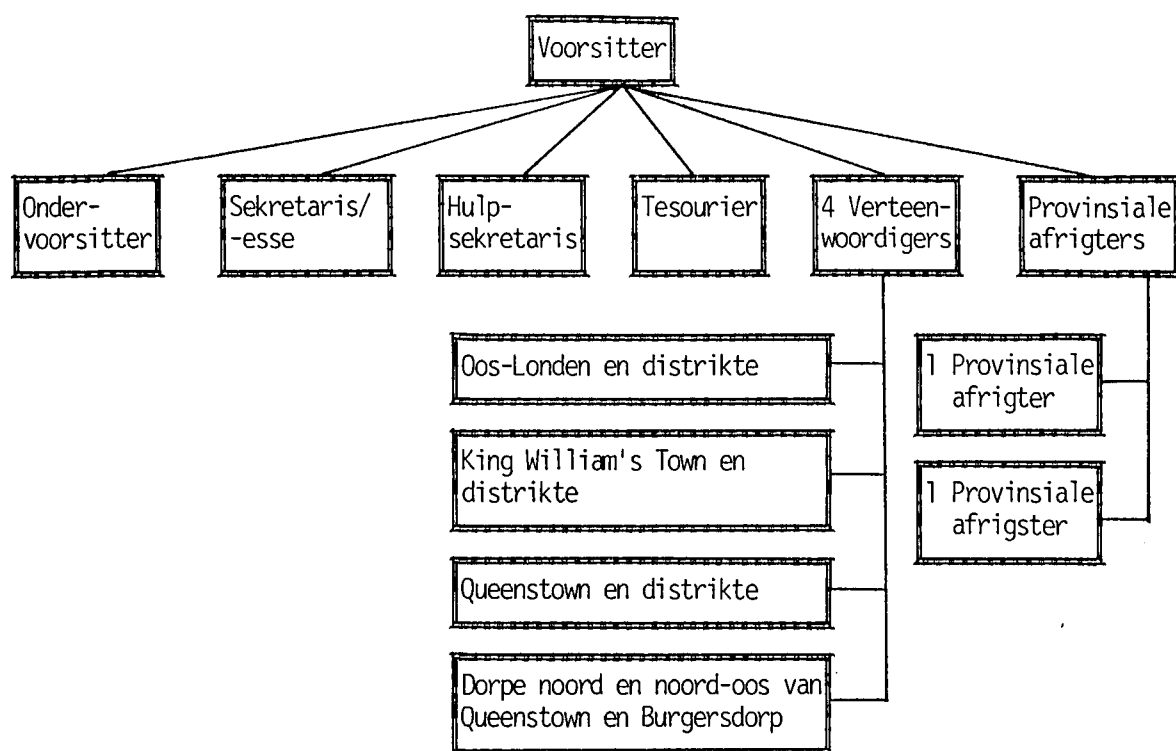 Voorsitter
Onder-
voorsitter
Sekretaris/
-esse
Hulp-
sekretaris
Tesourier
4 Verteen-
woordigers
Provinsiale
afrigters
Oos-Londen en distrikte
King William's Town en
distrikte
Queenstown en distrikte
Dorpe noord en noord-oos van
Queenstown en Burgersdorp
1 Provinsiale
afrigter
1 Provinsiale
afrigster